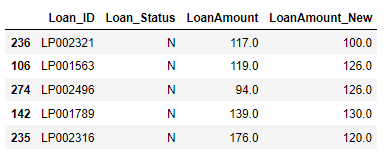 Loan_ID Loan_Status LoanAmount LoanAmount_New
236 LP002321 N 117.0 100.0
106 LP001563 N 119.0 126.0
274 LP002496 N 94.0 126.0
142 LP001789 N 139.0 130.0
235 LP002316 N 176.0 120.0